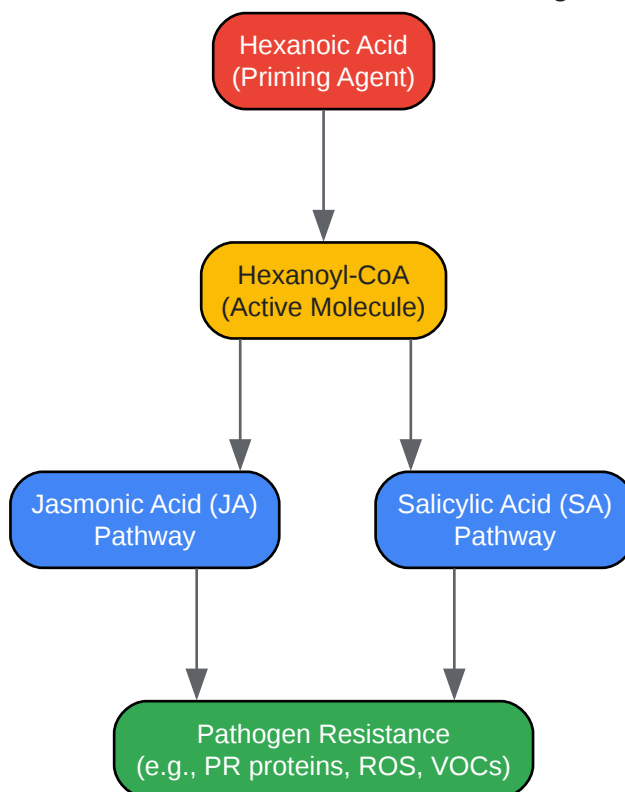 Hexanoic Acid
(Priming Agent)
Hexanoyl-CoA
(Active Molecule)
Jasmonic Acid (JA)
Pathway
Salicylic Acid (SA)
Pathway
Pathogen Resistance
(e.g., PR proteins, ROS, VOCs)